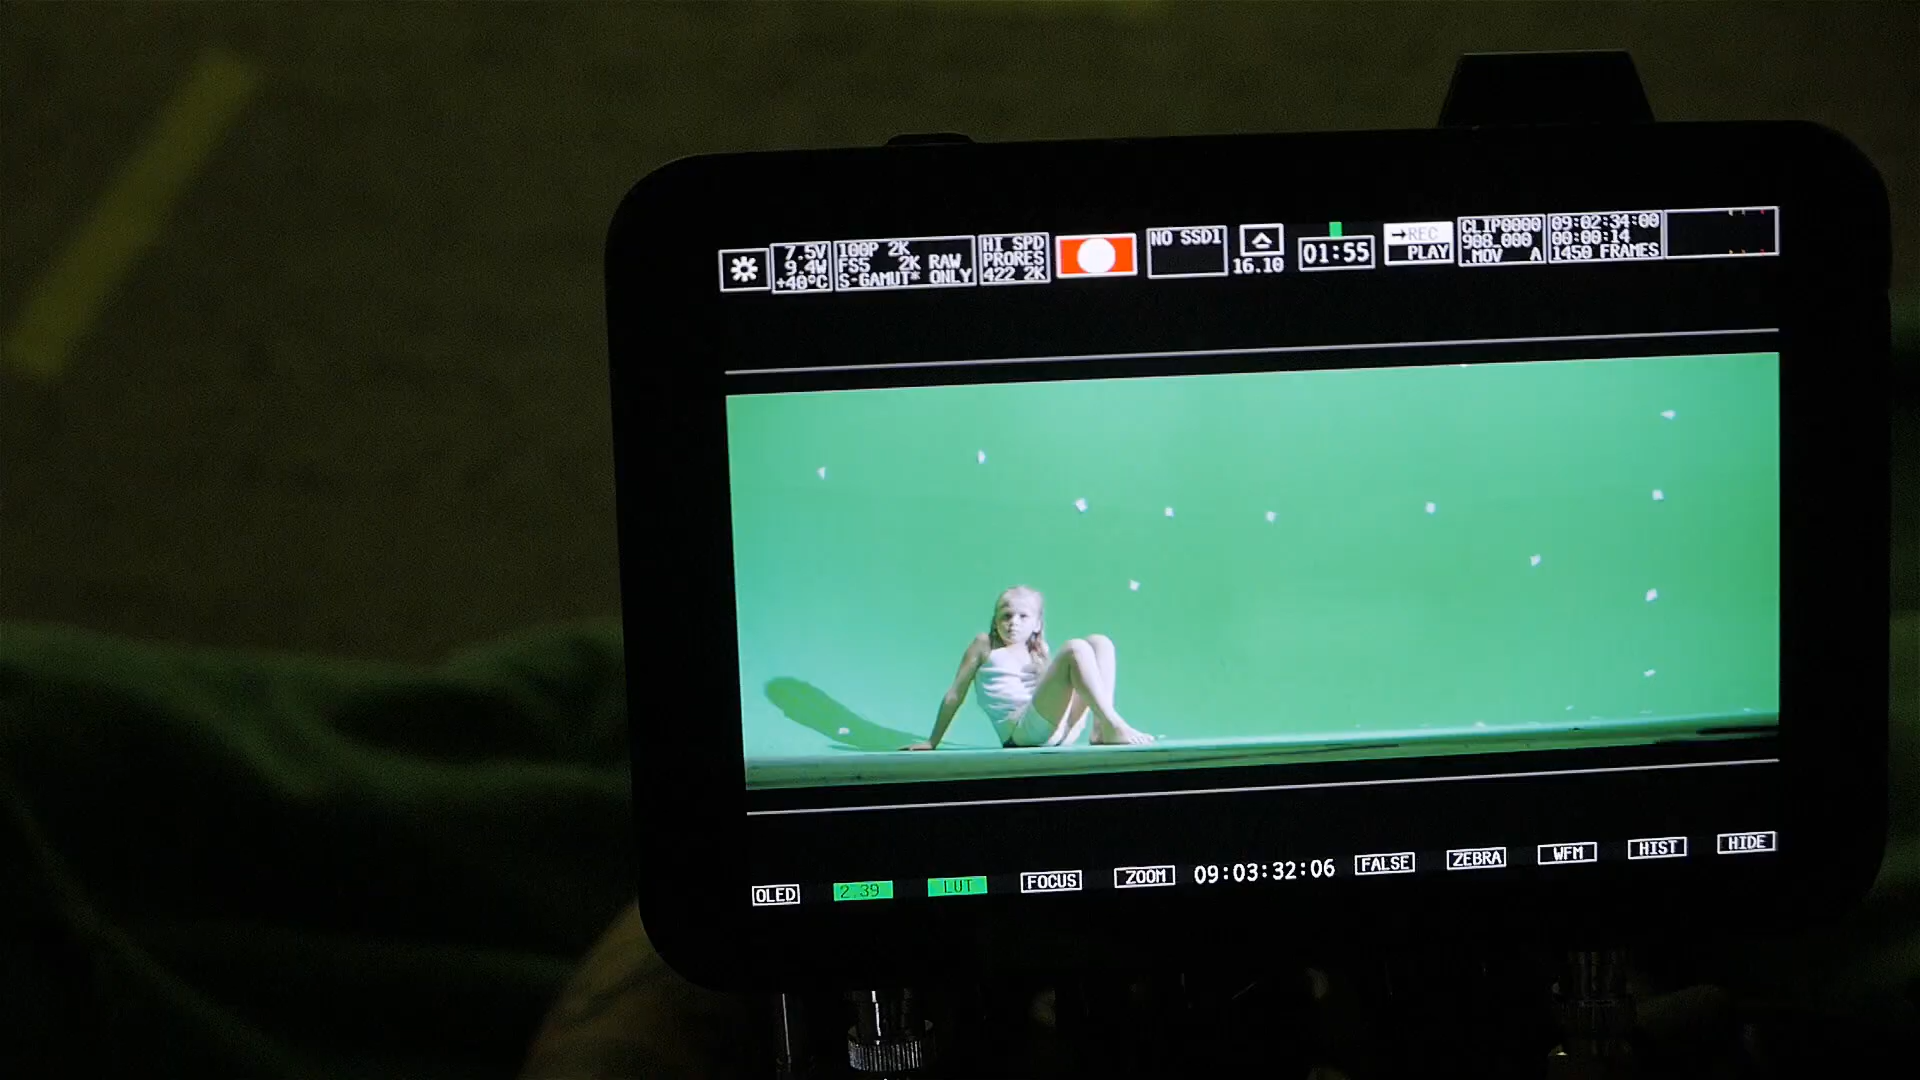 7.5V
9.4W
+40°C
100P 2K
FS5 2K RAW
S-GAMUT* ONLY
HI SPD
PRORES
422 2K
NO SSD1
16.10
01:55
→REC
PLAY
CLIP0000
908_000
.MOV A
09:02:34:00
00:00:14
1450 FRAMES
OLED
2.39
LUT
FOCUS
ZOOM
09:03:32:06
FALSE
ZEBRA
WFM
HIST
HIDE